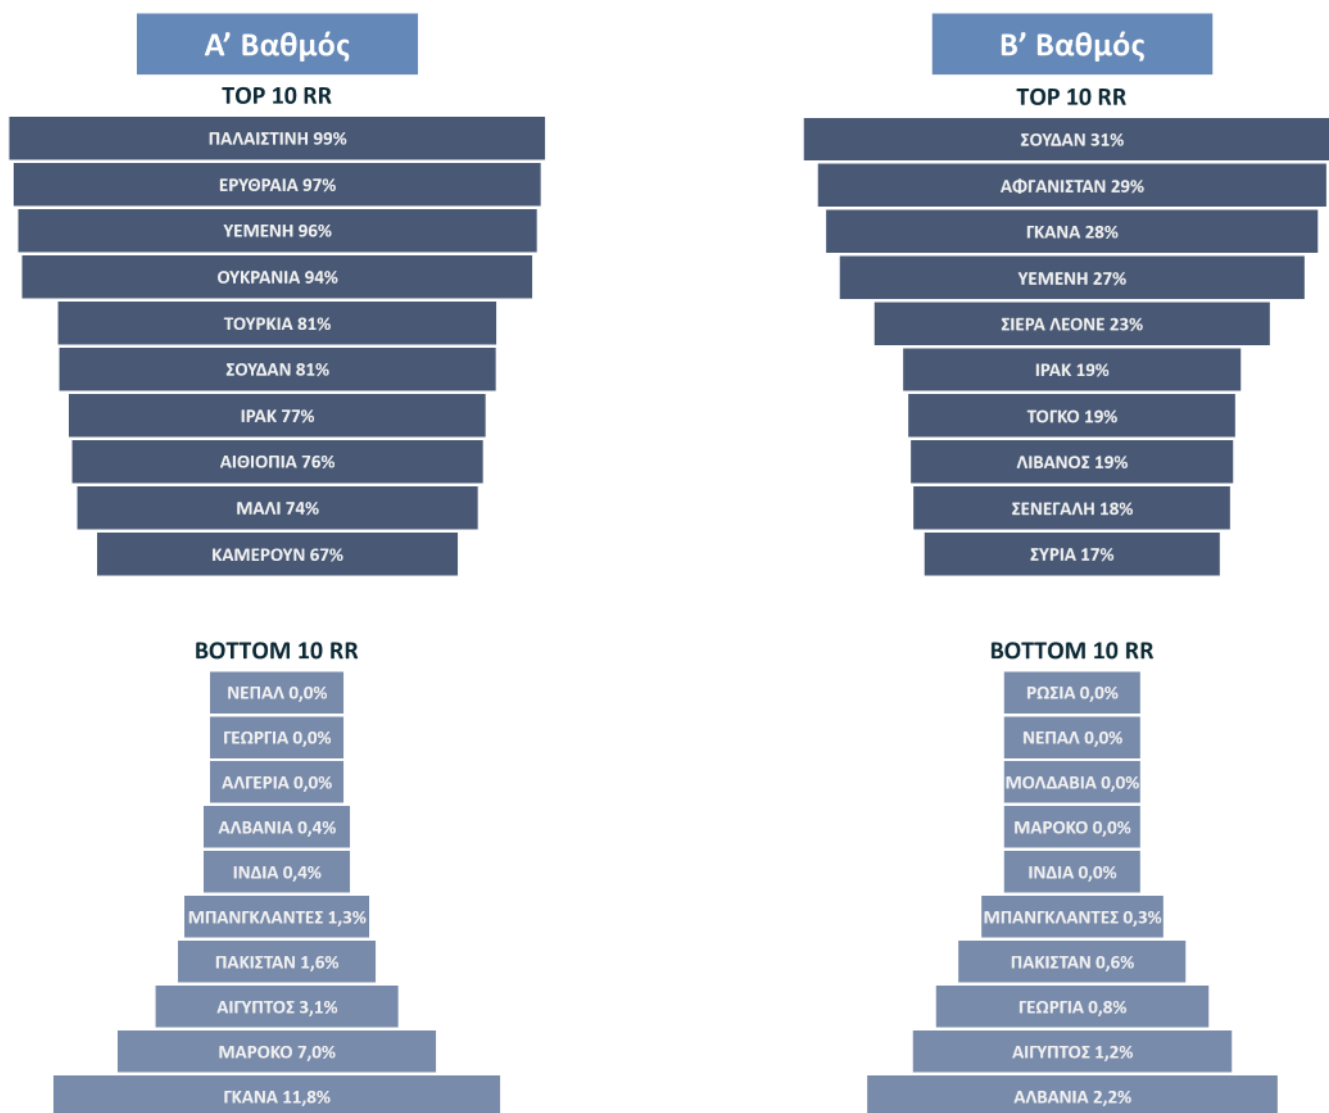 Α’ Βαθμός
TOP 10 RR
ΠΑΛΑΙΣΤΙΝΗ 99%
ΕΡΥΘΡΑΙΑ 97%
ΥΕΜΕΝΗ 96%
ΟΥΚΡΑΝΙΑ 94%
ΤΟΥΡΚΙΑ 81%
ΣΟΥΔΑΝ 81%
ΙΡΑΚ 77%
ΑΙΘΙΟΠΙΑ 76%
ΜΑΛΙ 74%
ΚΑΜΕΡΟΥΝ 67%
BOTTOM 10 RR
ΝΕΠΑΛ 0,0%
ΓΕΩΡΓΙΑ 0,0%
ΑΛΓΕΡΙΑ 0,0%
ΑΛΒΑΝΙΑ 0,4%
ΙΝΔΙΑ 0,4%
ΜΠΑΝΓΚΛΑΝΤΕΣ 1,3%
ΠΑΚΙΣΤΑΝ 1,6%
ΑΙΓΥΠΤΟΣ 3,1%
ΜΑΡΟΚΟ 7,0%
ΓΚΑΝΑ 11,8%
Β’ Βαθμός
TOP 10 RR
ΣΟΥΔΑΝ 31%
ΑΦΓΑΝΙΣΤΑΝ 29%
ΓΚΑΝΑ 28%
ΥΕΜΕΝΗ 27%
ΣΙΕΡΑ ΛΕΟΝΕ 23%
ΙΡΑΚ 19%
ΤΟΓΚΟ 19%
ΛΙΒΑΝΟΣ 19%
ΣΕΝΕΓΑΛΗ 18%
ΣΥΡΙΑ 17%
BOTTOM 10 RR
ΡΩΣΙΑ 0,0%
ΝΕΠΑΛ 0,0%
ΜΟΛΔΑΒΙΑ 0,0%
ΜΑΡΟΚΟ 0,0%
ΙΝΔΙΑ 0,0%
ΜΠΑΝΓΚΛΑΝΤΕΣ 0,3%
ΠΑΚΙΣΤΑΝ 0,6%
ΓΕΩΡΓΙΑ 0,8%
ΑΙΓΥΠΤΟΣ 1,2%
ΑΛΒΑΝΙΑ 2,2%